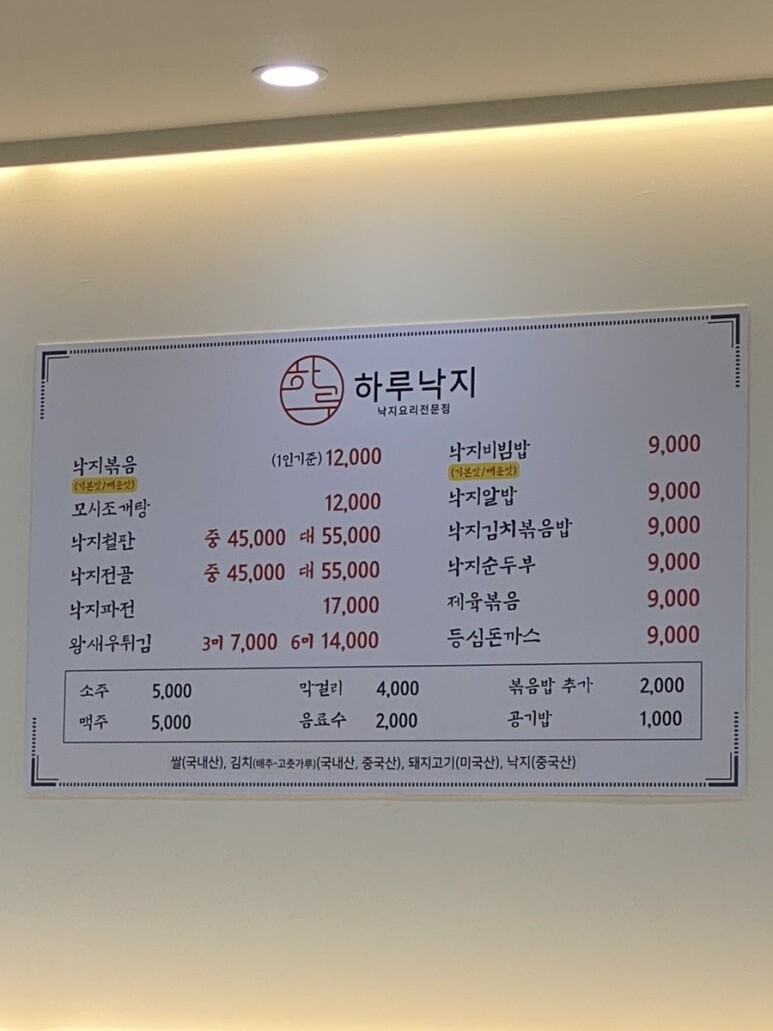 하루
하루낙지
낙지요리전문점
낙지볶음 (1인기준) 12,000
(기본맛/매운맛)
모시조개탕 12,000
낙지철판 중 45,000 대 55,000
낙지전골 중 45,000 대 55,000
낙지파전 17,000
왕새우튀김 3미 7,000 6미 14,000
낙지비빔밥 9,000
(기본맛/매운맛)
낙지알밥 9,000
낙지김치볶음밥 9,000
낙지순두부 9,000
제육볶음 9,000
등심돈까스 9,000
소주 5,000 막걸리 4,000 볶음밥 추가 2,000
맥주 5,000 음료수 2,000 공기밥 1,000
쌀(국내산), 김치(배추-고춧가루)(국내산, 중국산), 돼지고기(미국산), 낙지(중국산)